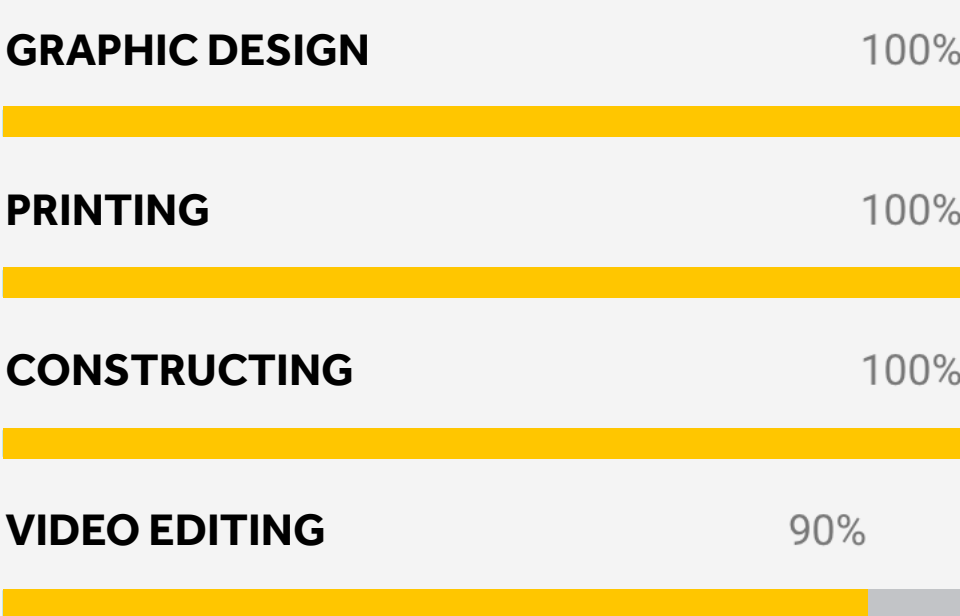 GRAPHIC DESIGN 100%
PRINTING 100%
CONSTRUCTING 100%
VIDEO EDITING 90%